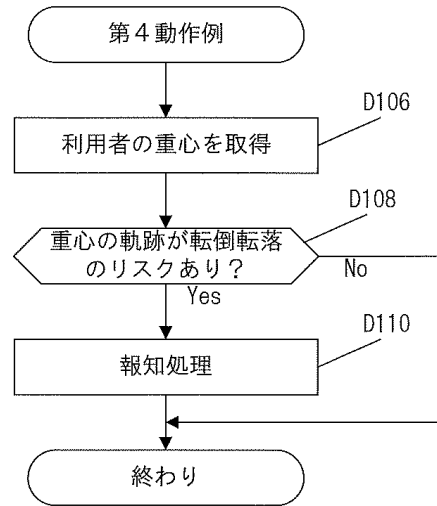 第4動作例
D106
利用者の重心を取得
D108
重心の軌跡が転倒転落
のリスクあり?
No
Yes
D110
報知処理
終わり